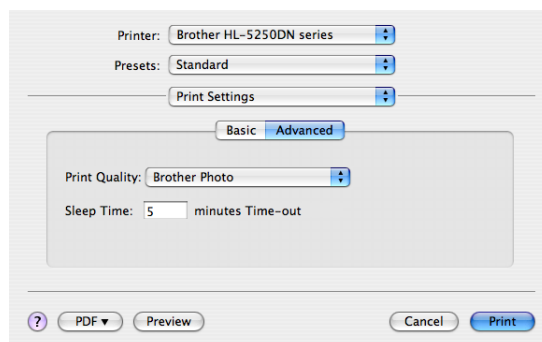 Printer: Brother HL-5250DN series
Presets: Standard
Print Settings
Basic Advanced
Print Quality: Brother Photo
Sleep Time: 5 minutes Time-out
? PDF▼ Preview Cancel Print